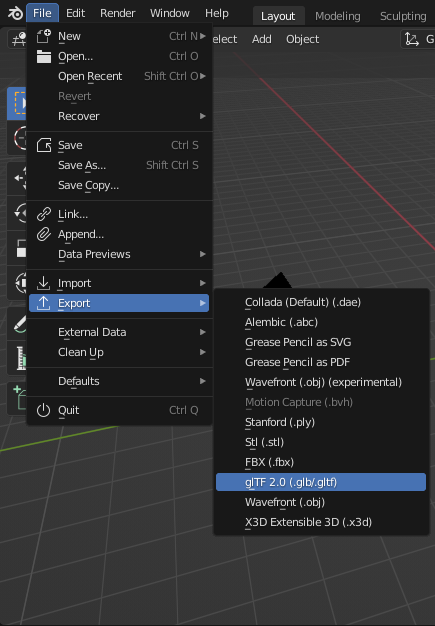 File Edit Render Window Help Layout Modeling Sculpting
elect Add Object G
New Ctrl N
Open... Ctrl O
Open Recent Shift Ctrl O
Revert
Recover
Save Ctrl S
Save As... Shift Ctrl S
Save Copy...
Link...
Append...
Data Previews
Import
Export
External Data
Clean Up
Defaults
Quit Ctrl Q
Collada (Default) (.dae)
Alembic (.abc)
Grease Pencil as SVG
Grease Pencil as PDF
Wavefront (.obj) (experimental)
Motion Capture (.bvh)
Stanford (.ply)
Stl (.stl)
FBX (.fbx)
glTF 2.0 (.glb/.gltf)
Wavefront (.obj)
X3D Extensible 3D (.x3d)